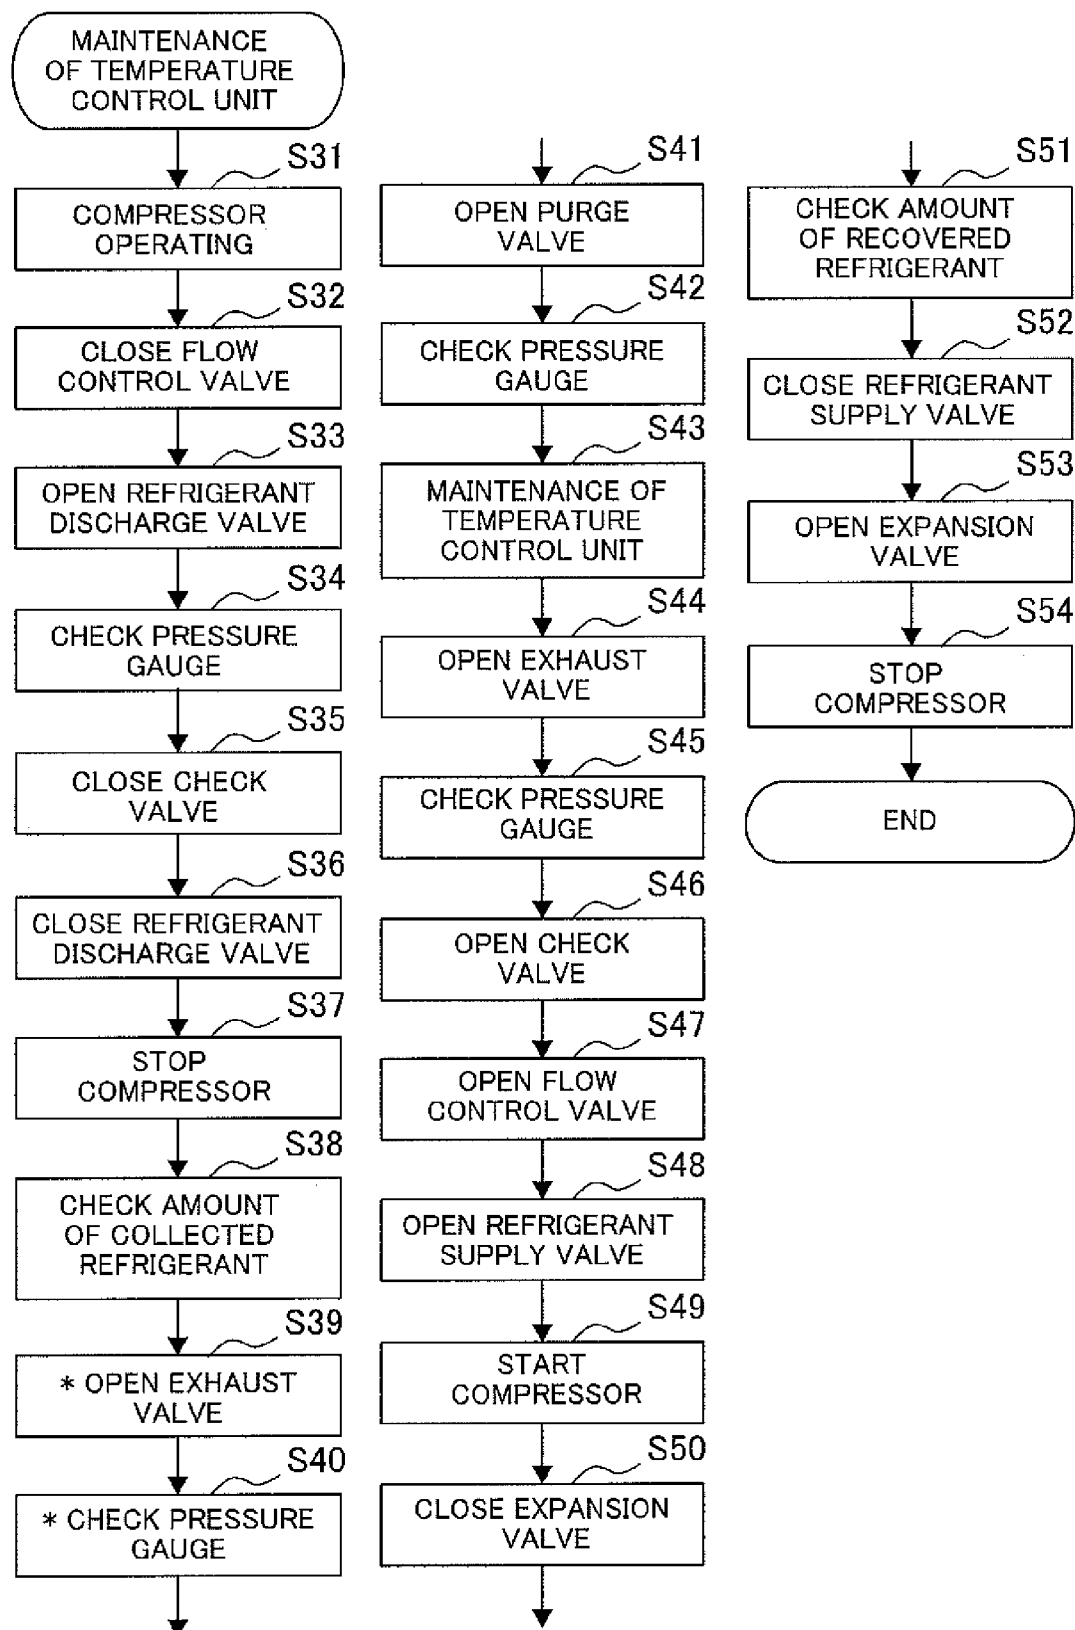 MAINTENANCE
OF TEMPERATURE
CONTROL UNIT
S31
COMPRESSOR
OPERATING
S32
CLOSE FLOW
CONTROL VALVE
S33
OPEN REFRIGERANT
DISCHARGE VALVE
S34
CHECK PRESSURE
GAUGE
S35
CLOSE CHECK
VALVE
S36
CLOSE REFRIGERANT
DISCHARGE VALVE
S37
STOP
COMPRESSOR
S38
CHECK AMOUNT
OF COLLECTED
REFRIGERANT
S39
* OPEN EXHAUST
VALVE
S40
* CHECK PRESSURE
GAUGE
S41
OPEN PURGE
VALVE
S42
CHECK PRESSURE
GAUGE
S43
MAINTENANCE OF
TEMPERATURE
CONTROL UNIT
S44
OPEN EXHAUST
VALVE
S45
CHECK PRESSURE
GAUGE
S46
OPEN CHECK
VALVE
S47
OPEN FLOW
CONTROL VALVE
S48
OPEN REFRIGERANT
SUPPLY VALVE
S49
START
COMPRESSOR
S50
CLOSE EXPANSION
VALVE
S51
CHECK AMOUNT
OF RECOVERED
REFRIGERANT
S52
CLOSE REFRIGERANT
SUPPLY VALVE
S53
OPEN EXPANSION
VALVE
S54
STOP
COMPRESSOR
END